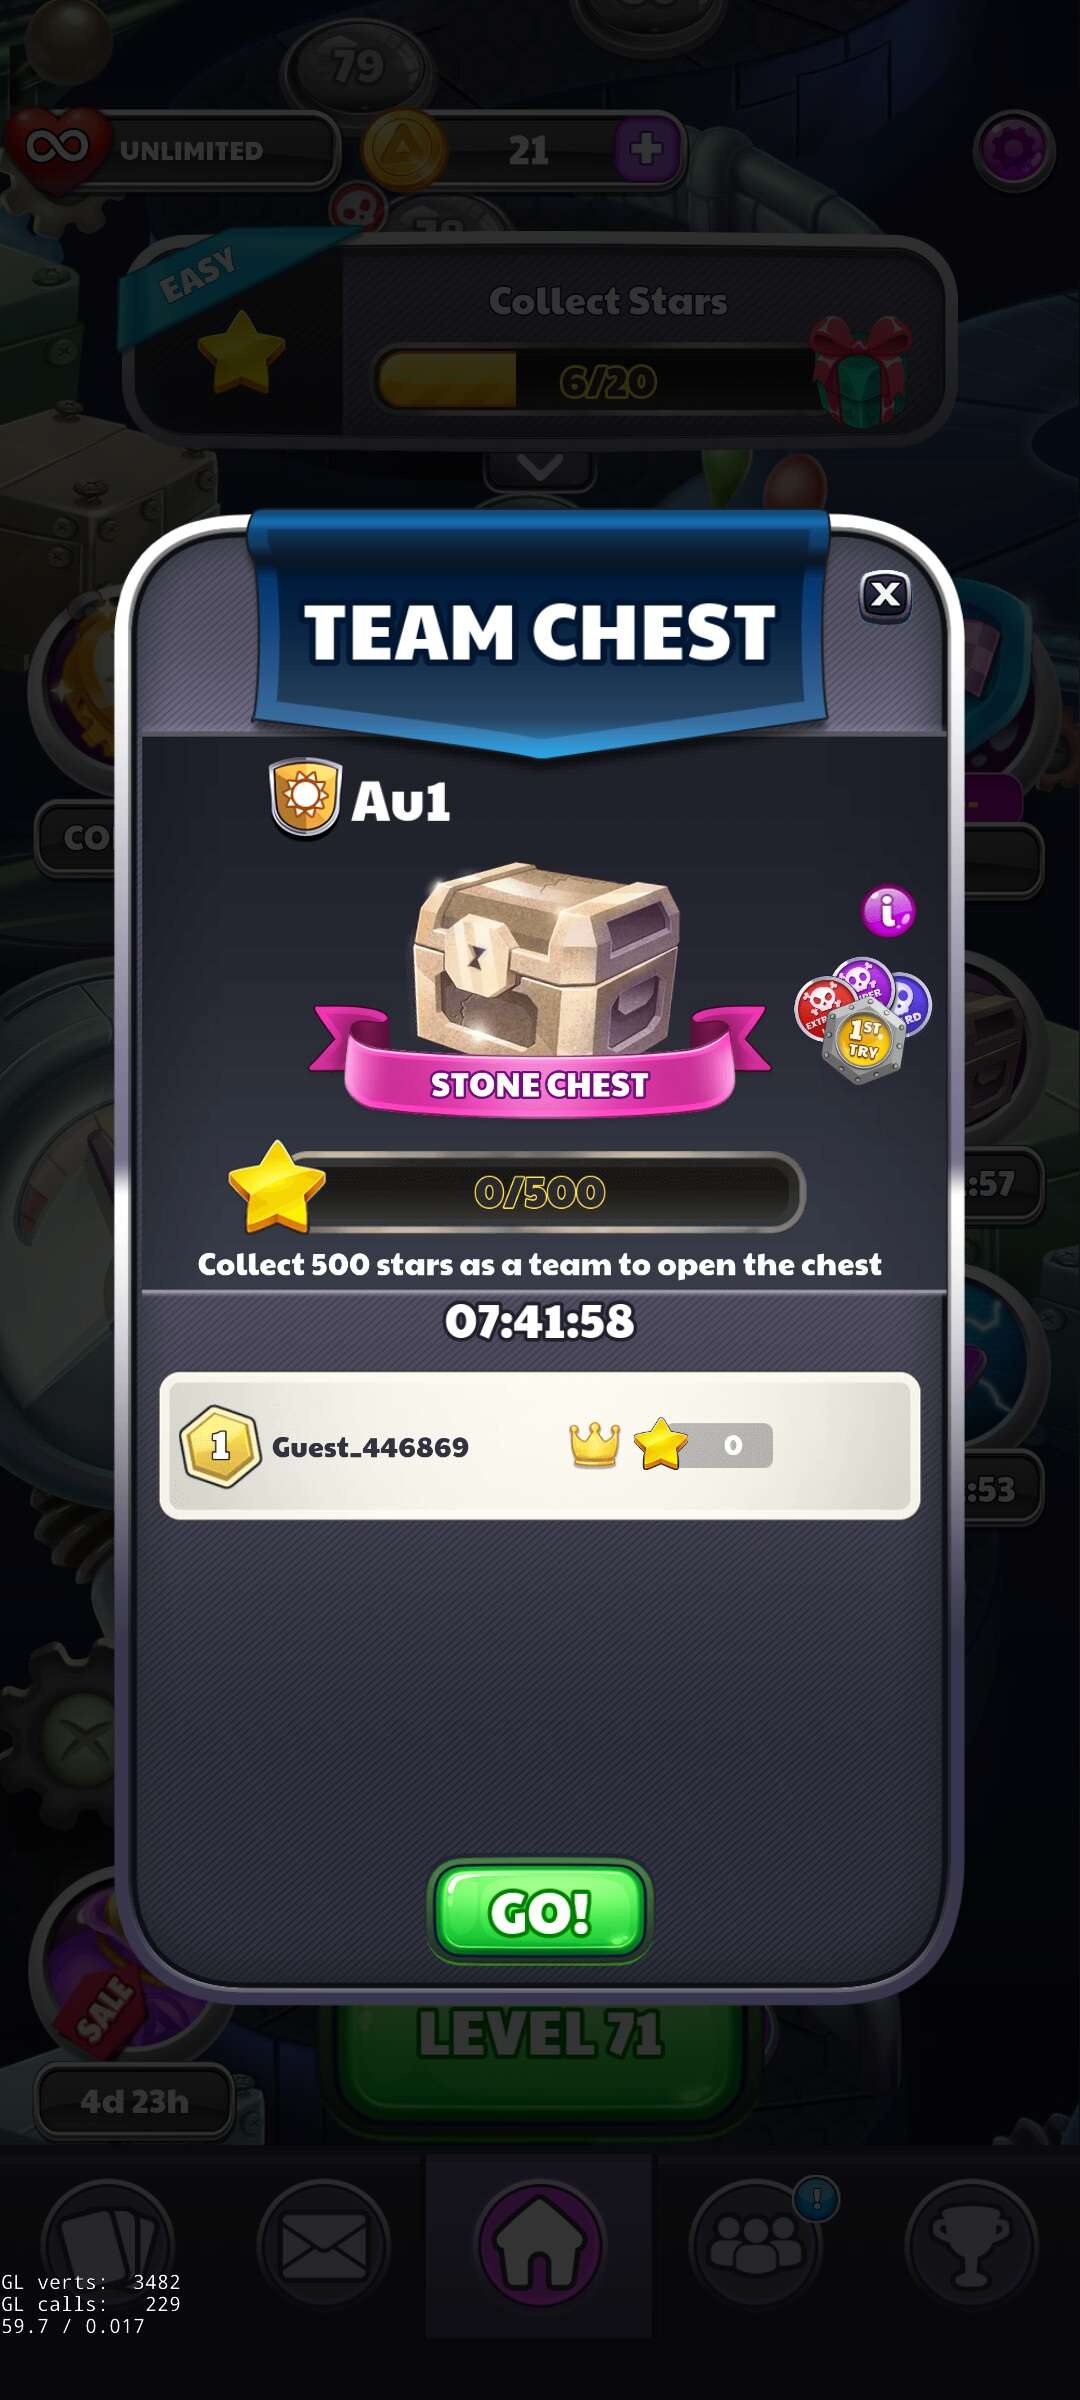 79
UNLIMITED
21
EASY
Collect Stars
6/20
TEAM CHEST
Au1
1ST
TRY
STONE CHEST
0/500
Collect 500 stars as a team to open the chest
07:41:58
1
Guest_446869
0
:57
:53
GO!
LEVEL 71
SALE
4d 23h
GL verts: 3482
GL calls: 229
59.7 / 0.017